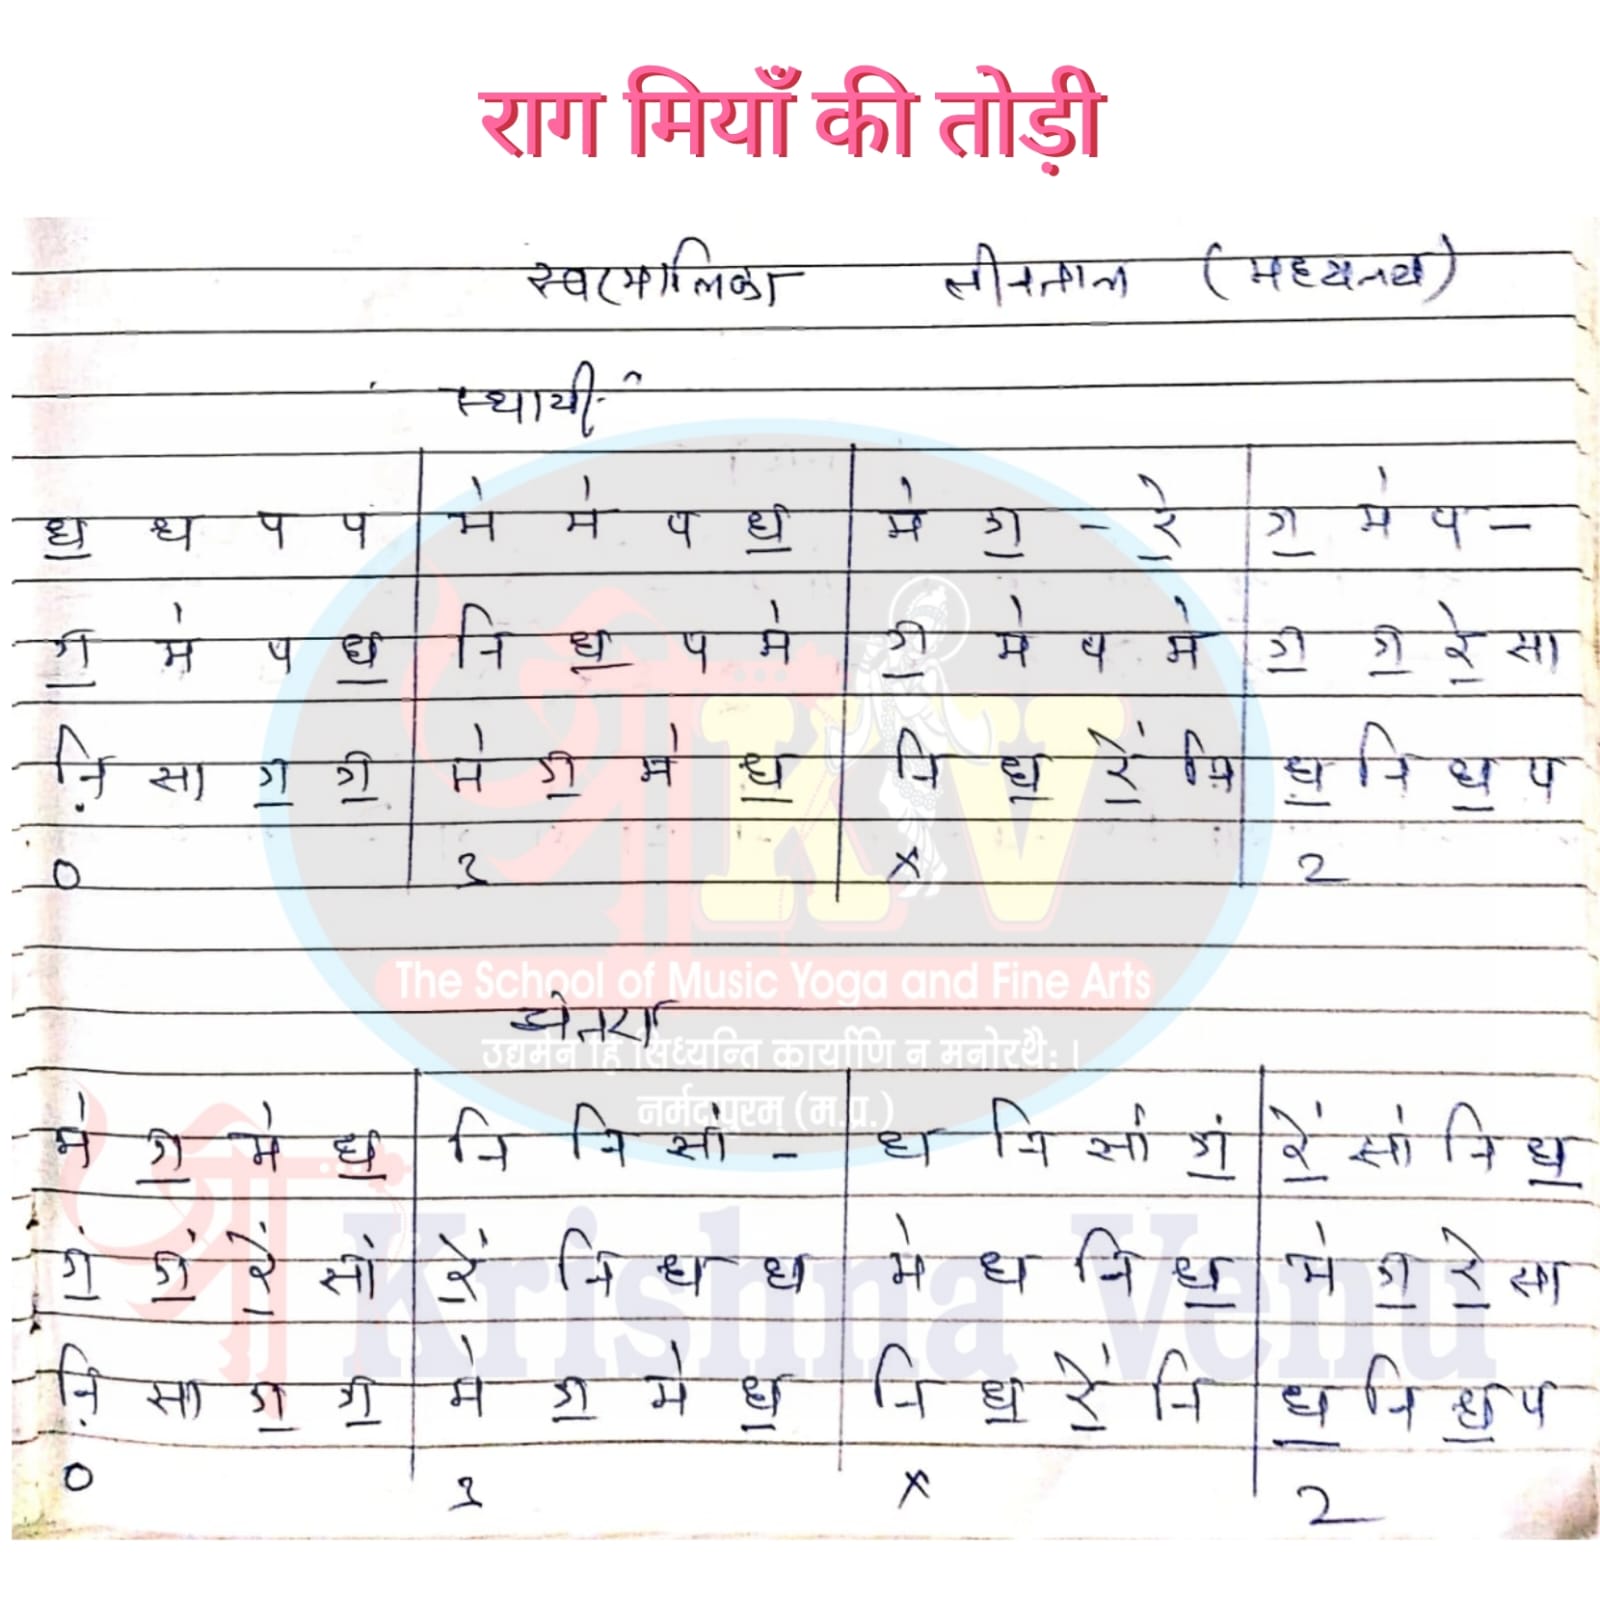 राग मियाँ की तोड़ी
स्वरमालिका तीनताल (मध्यलय)
स्थायी:-
ध॒ ध प प म॑ म॑ प ध॒ म॑ ग॒ - रे॒ ग॒ म॑ प -
ग॒ म॑ प ध॒ नि ध॒ प म॑ ग॒ म॑ प म॑ ग॒ ग॒ रे॒ सा
नि़ सा ग॒ ग॒ म॑ ग॒ म॑ ध॒ नि ध॒ रें॒ नि ध॒ नि ध॒ प
0 3 x 2
The School of Music Yoga and Fine Arts
अंतरा
उद्यमेन हि सिध्यन्ति कार्याणि न मनोरथैः।
नर्मदापुरम् (म.प्र.)
म॑ ग॒ म॑ ध॒ नि नि सां - ध नि सां गं॒ रें॒ सां नि ध॒
गं॒ गं॒ रें॒ सां रें॒ नि ध ध म॑ ध नि ध॒ म॑ ग॒ रे॒ सा
श्री Krishna Venu
नि़ सा ग॒ ग॒ म॑ ग॒ म॑ ध॒ नि ध॒ रें॒ नि ध॒ नि ध॒ प
0 3 x 2